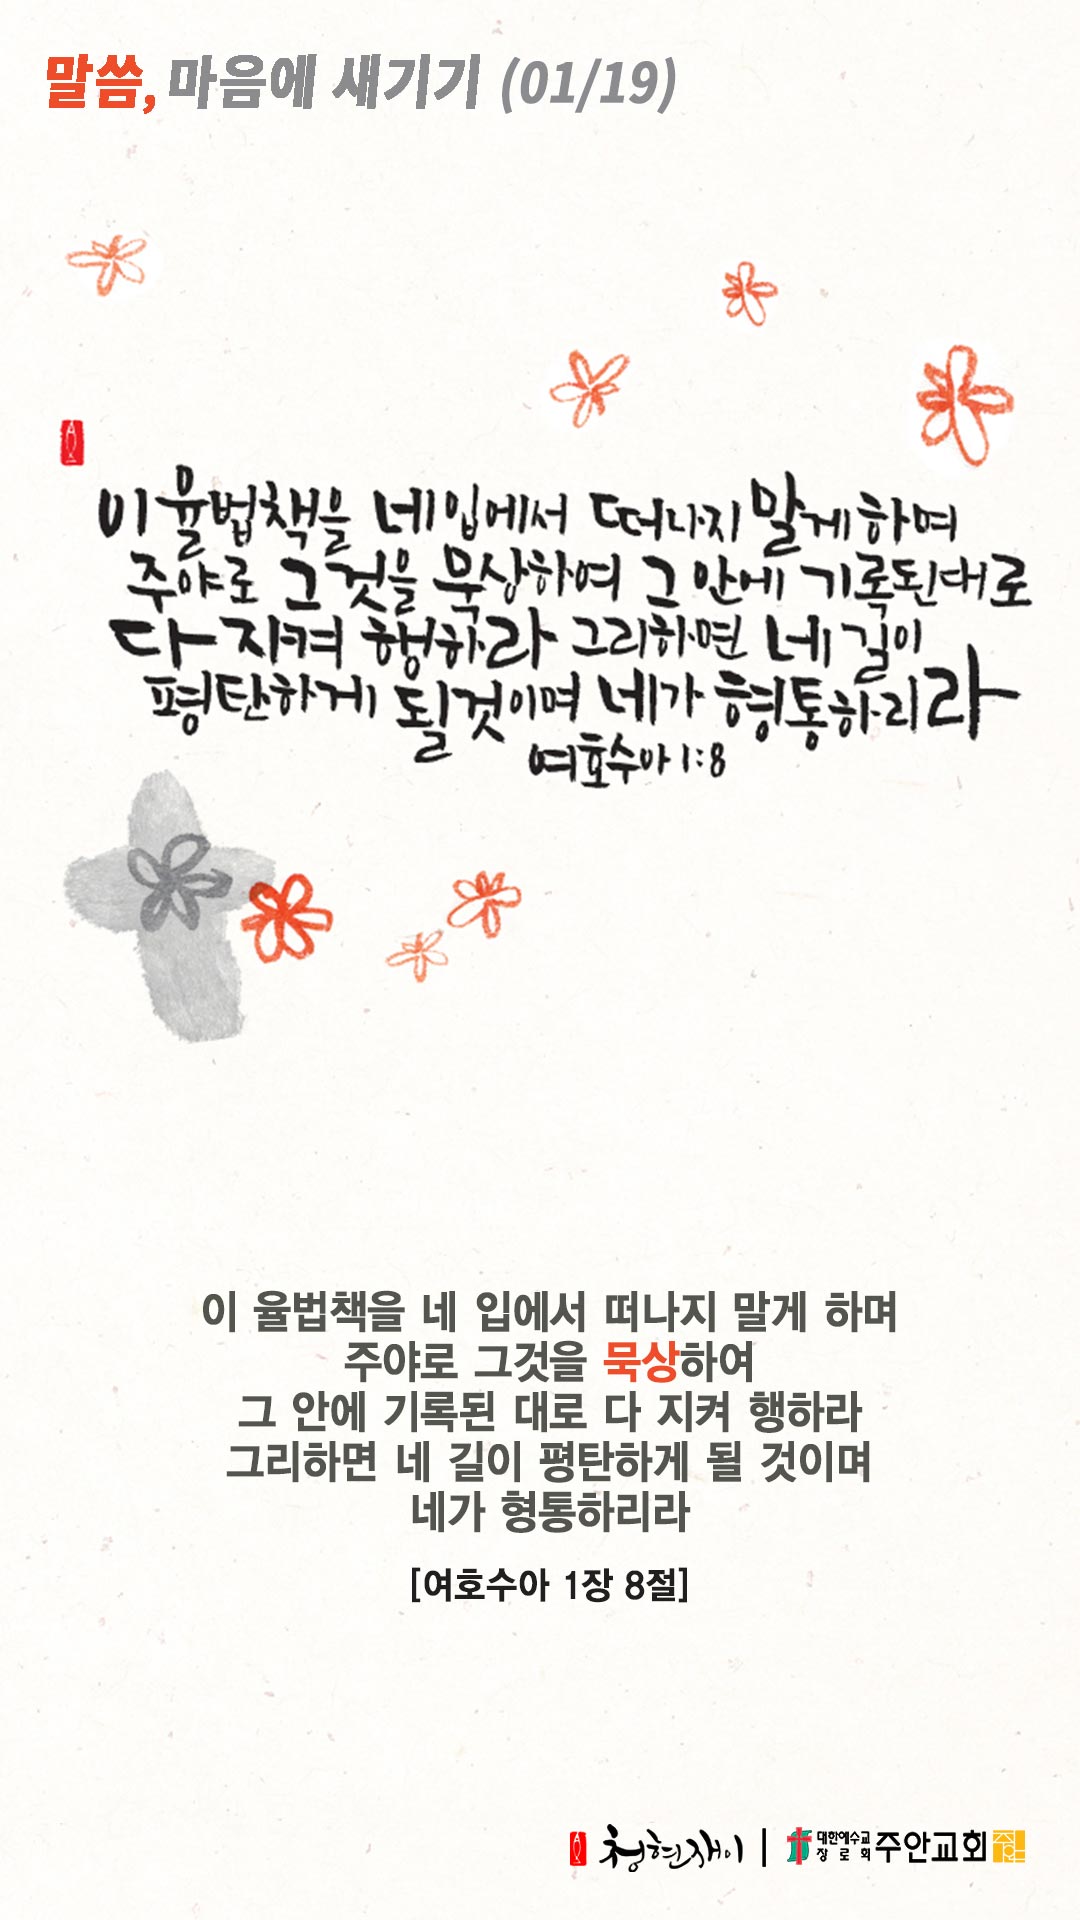 말씀, 마음에 새기기 (01/19)
이 율법책을 네 입에서 떠나지 말게 하며
주야로 그것을 묵상하여 그 안에 기록된대로
다 지켜 행하라 그리하면 네 길이
평탄하게 될 것이며 네가 형통하리라
여호수아 1:8
이 율법책을 네 입에서 떠나지 말게 하며
주야로 그것을 묵상하여
그 안에 기록된 대로 다 지켜 행하라
그리하면 네 길이 평탄하게 될 것이며
네가 형통하리라
[여호수아 1장 8절]
청현재이 | 대한예수교 장로회 주안교회